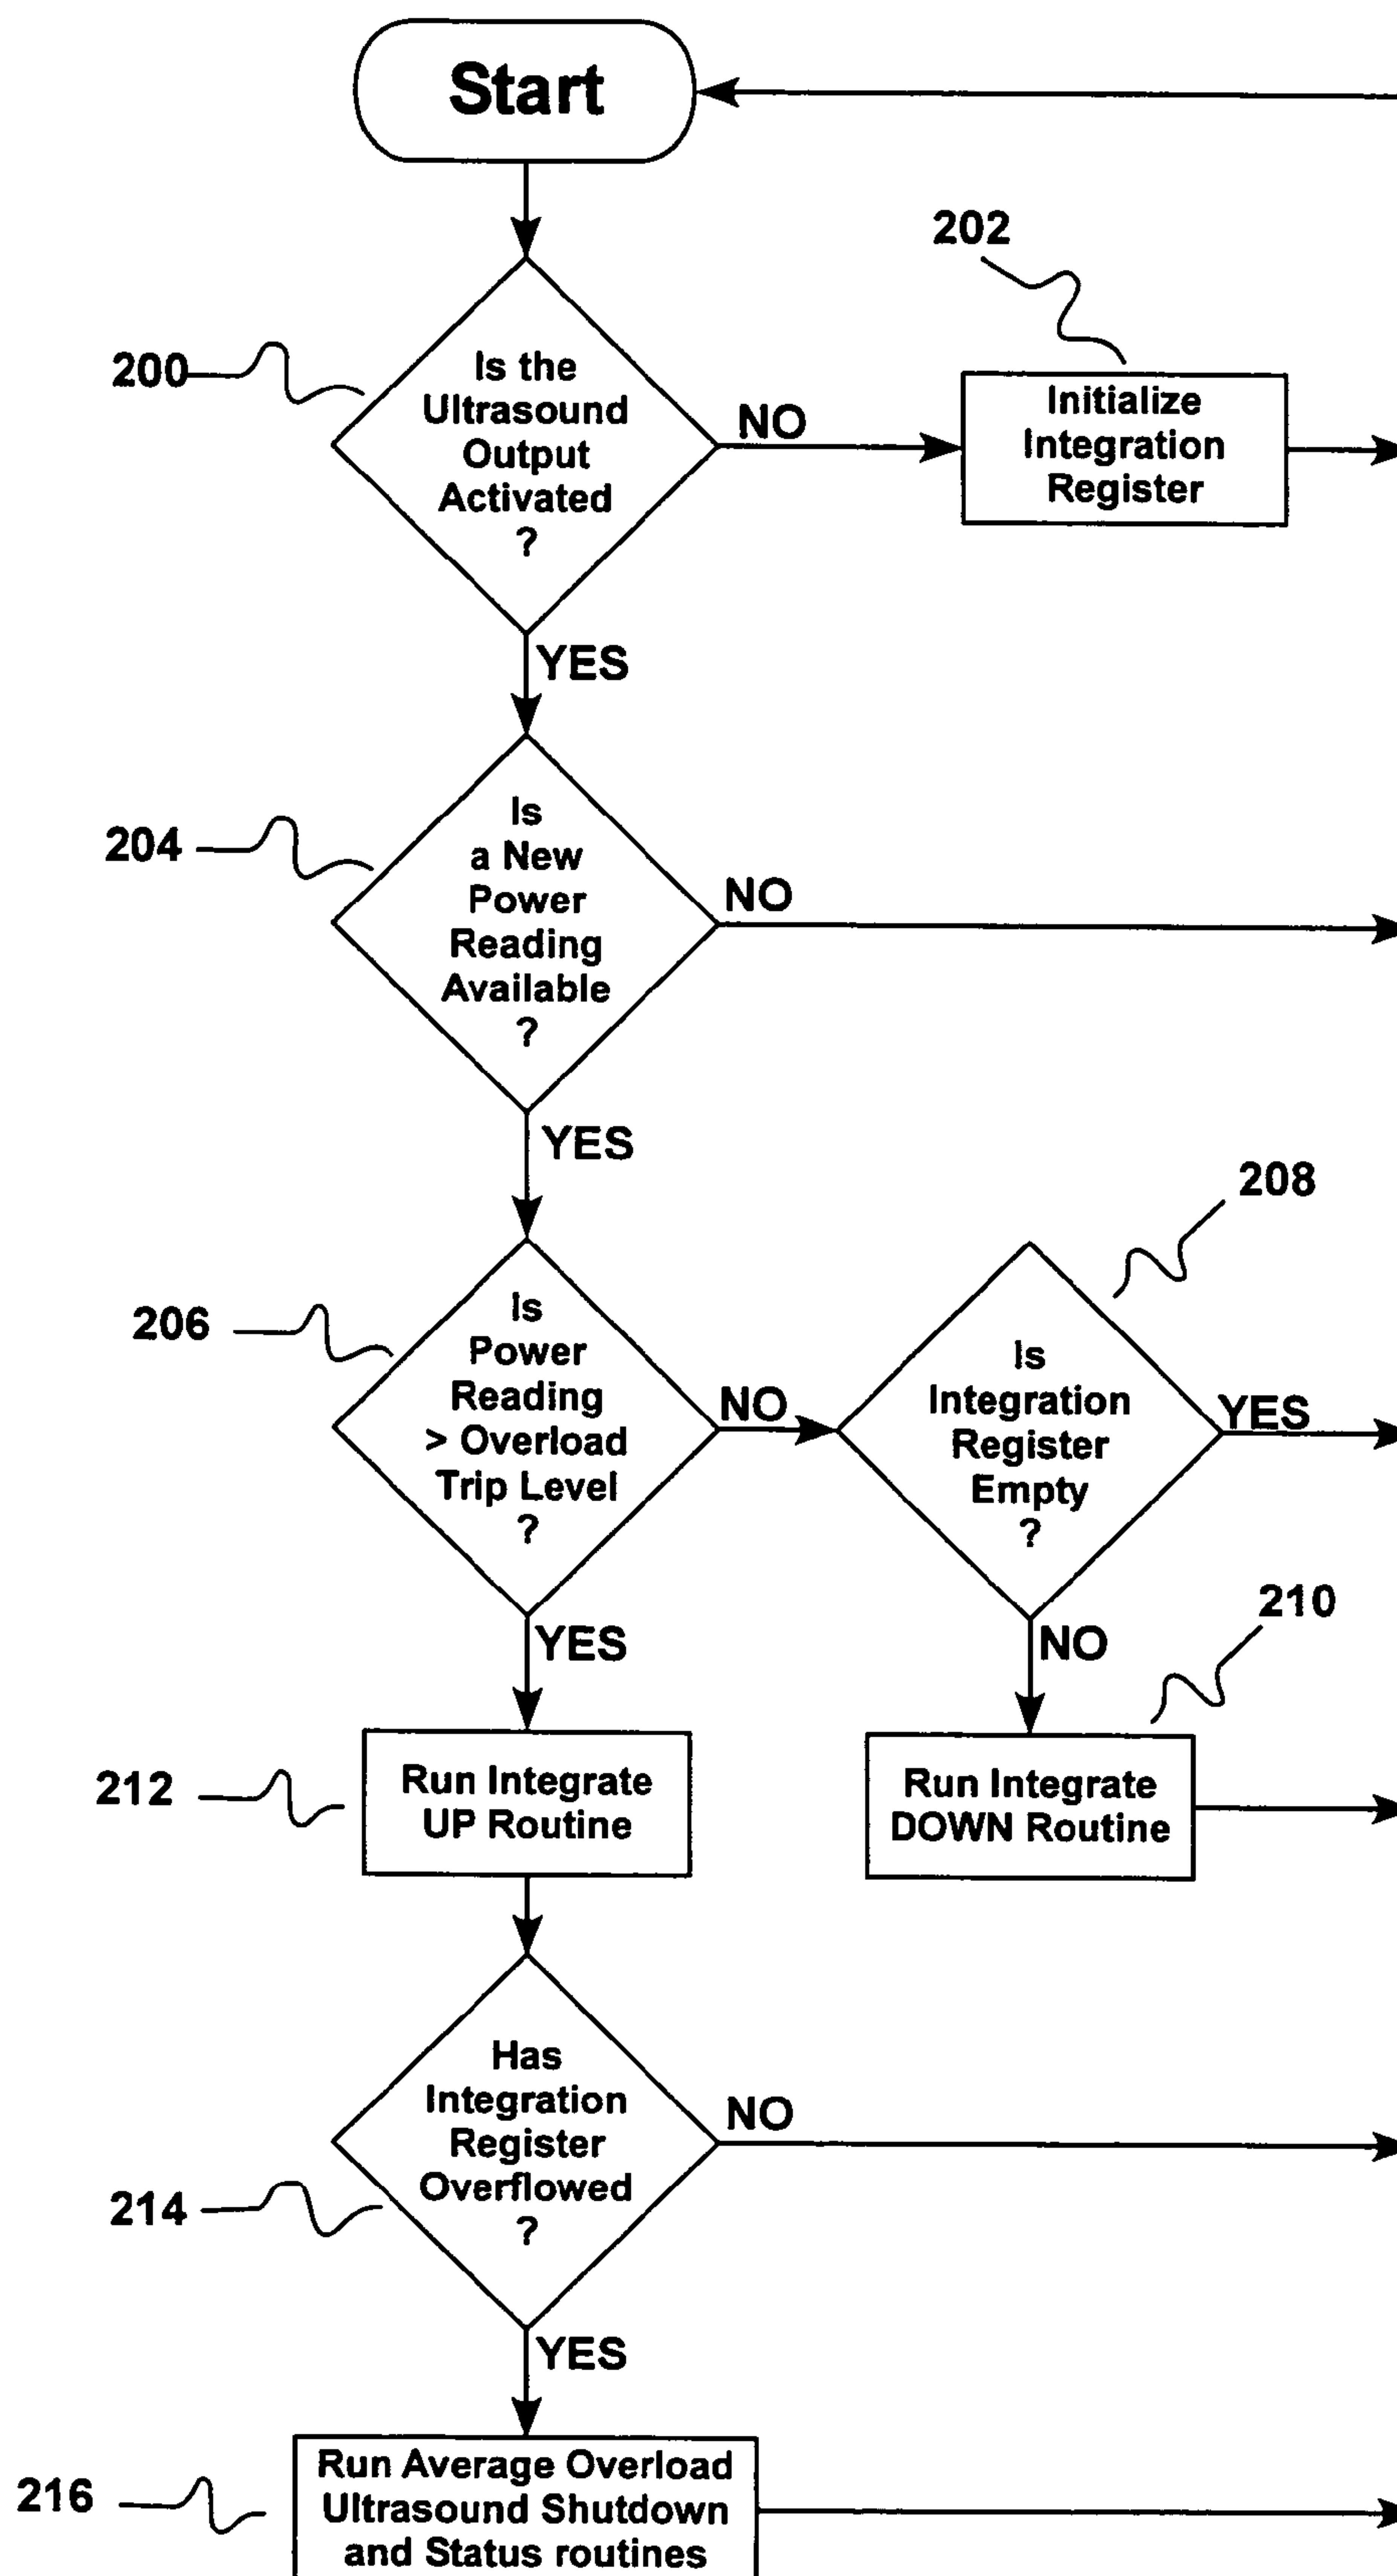 Start
202
200
Is the
Ultrasound
Output
Activated
?
NO
Initialize
Integration
Register
YES
204
Is
a New
Power
Reading
Available
?
NO
YES
208
206
Is
Power
Reading
> Overload
Trip Level
?
NO
Is
Integration
Register
Empty
?
YES
YES
NO
210
212
Run Integrate
UP Routine
Run Integrate
DOWN Routine
Has
Integration
Register
Overflowed
?
NO
214
YES
216
Run Average Overload
Ultrasound Shutdown
and Status routines